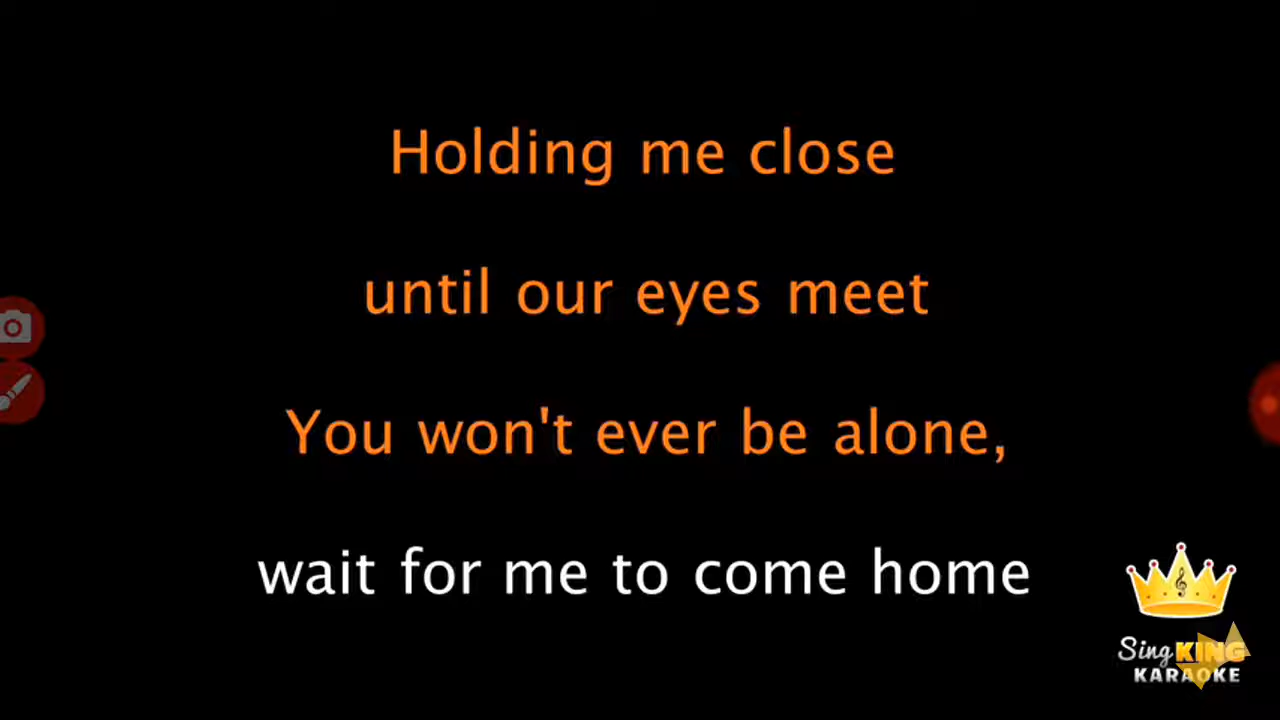 Holding me close
until our eyes meet
You won't ever be alone,
wait for me to come home
Sing KING
KARAOKE